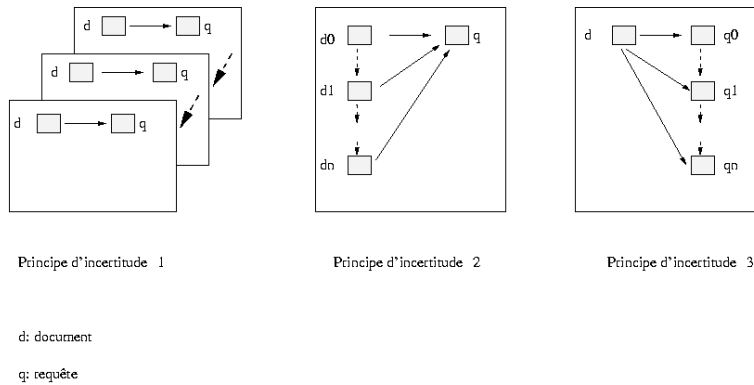 d q
d q
d q
d0 q
d1
dn
d q0
q1
qn
Principe d'incertitude 1
Principe d'incertitude 2
Principe d'incertitude 3
d: document
q: requête